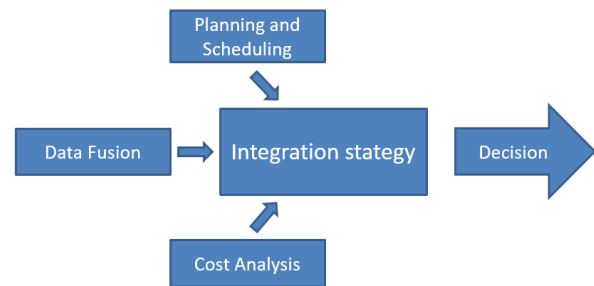 Planning and
Scheduling
Data Fusion
Integration stategy
Decision
Cost Analysis